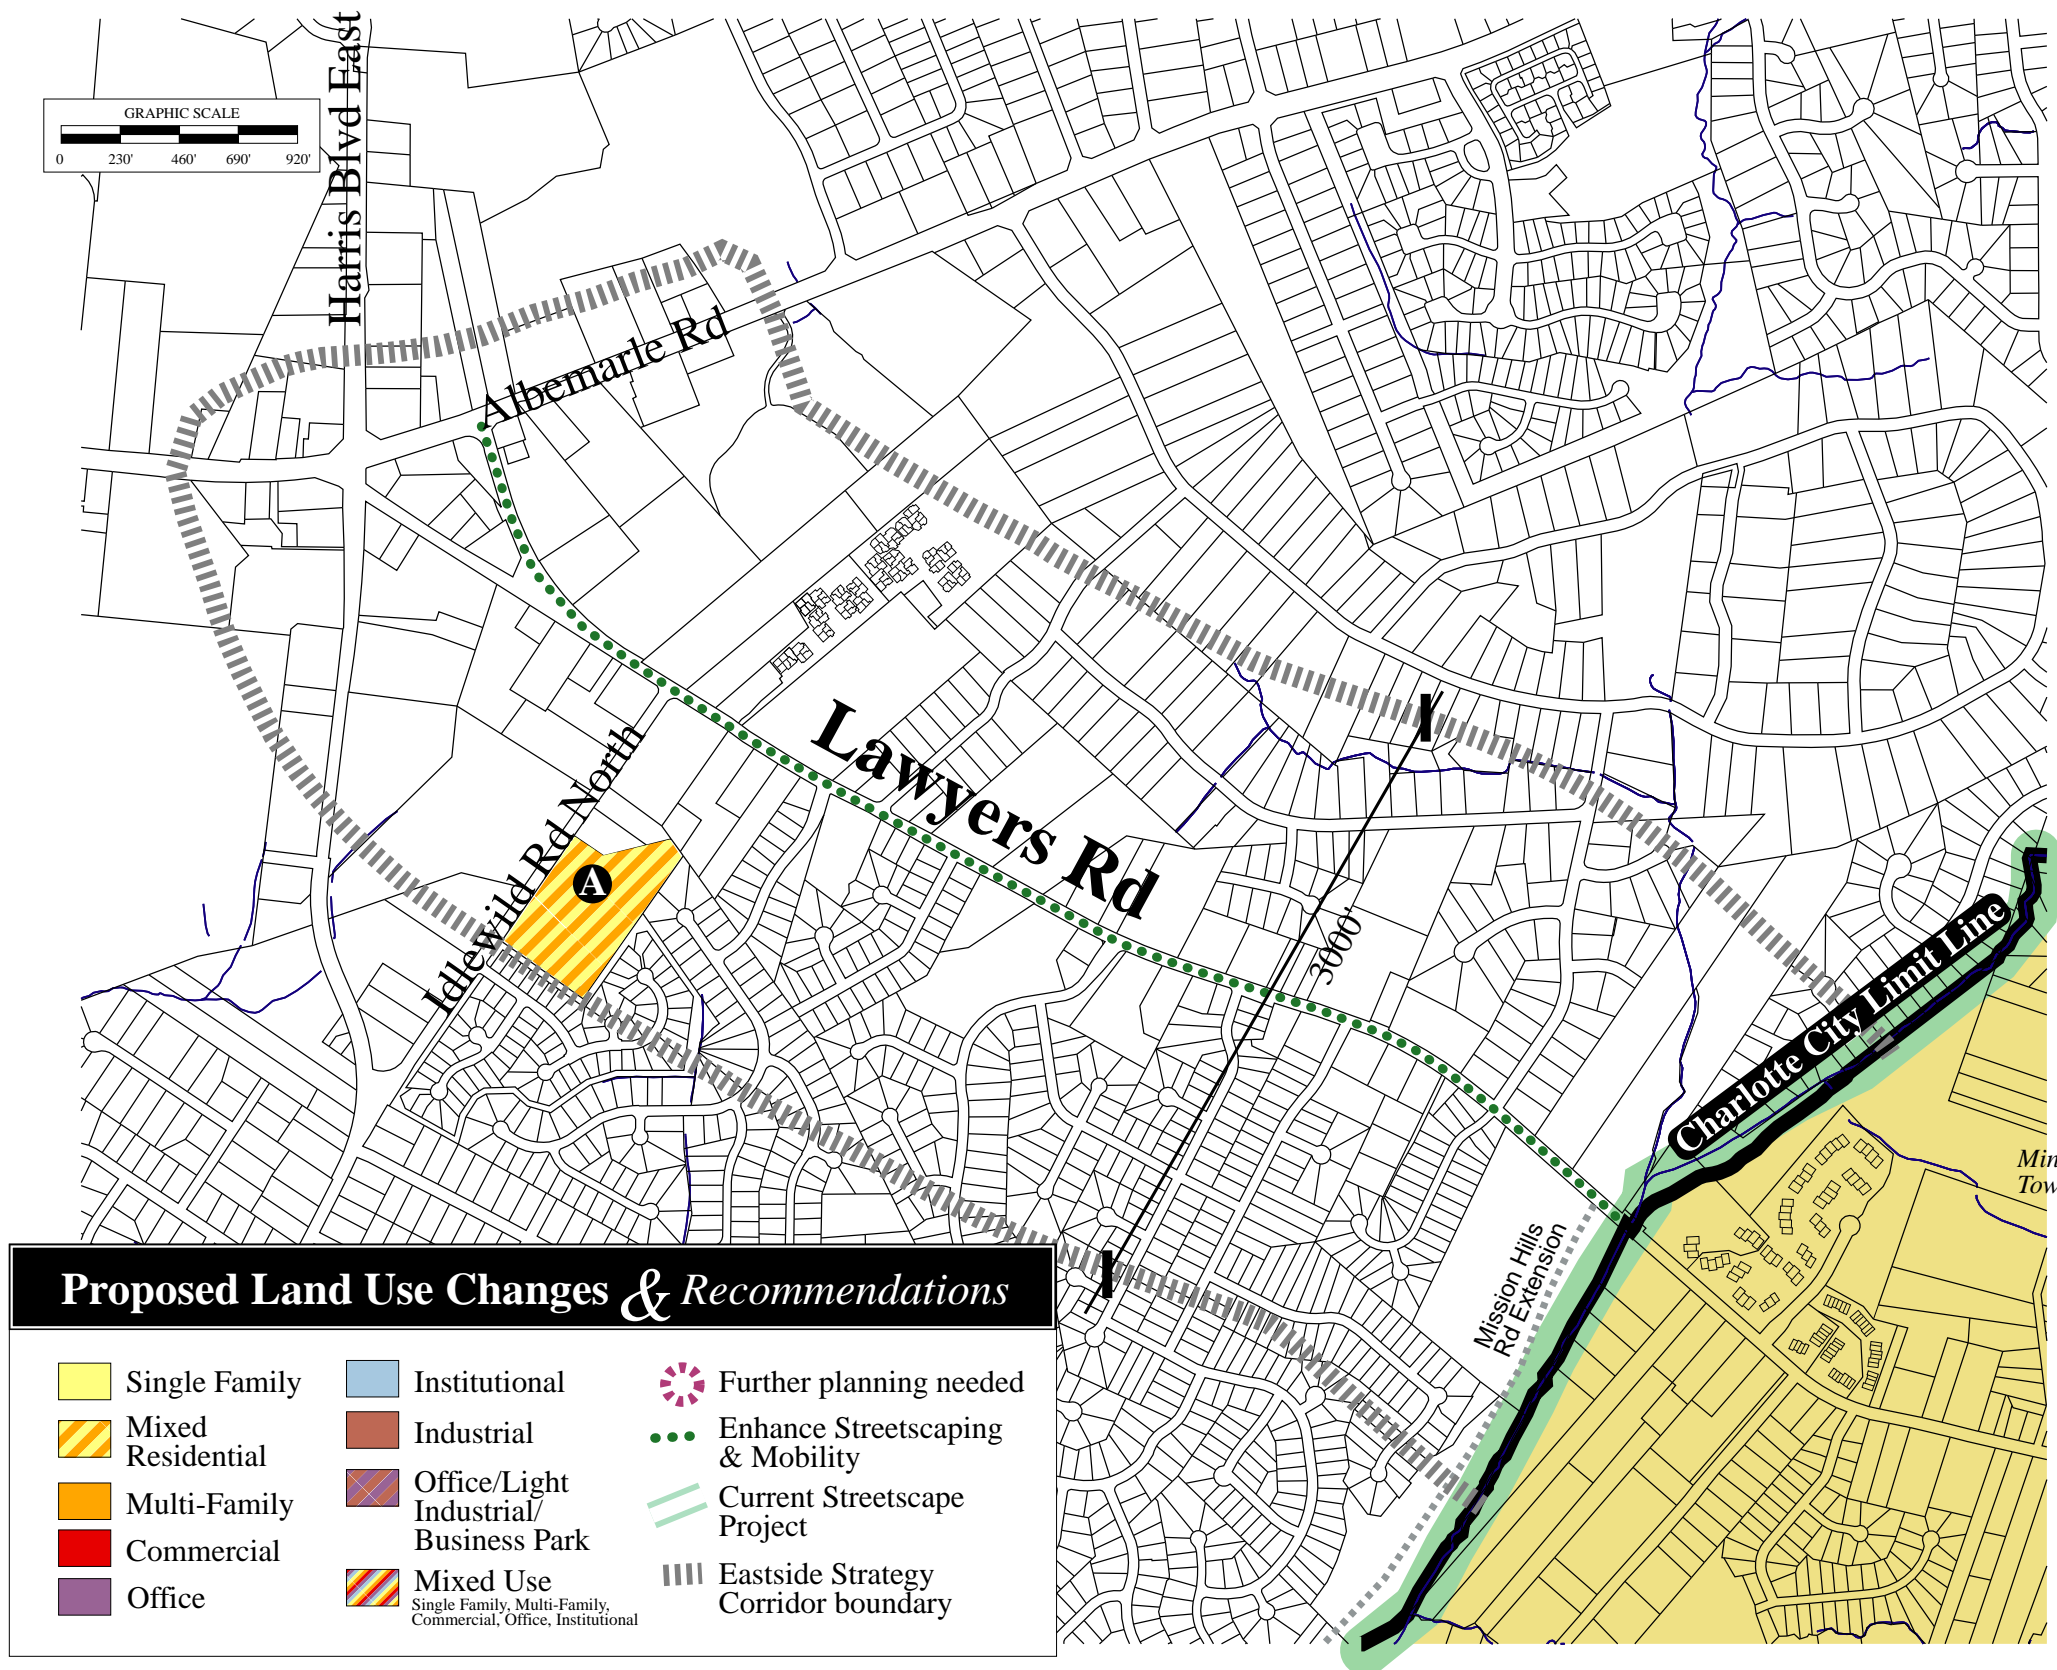 Harris Blvd East
GRAPHIC SCALE
0 230' 460' 690' 920'
Albemarle Rd
Lawyers Rd
Idlewild Rd North
A
3000'
Charlotte City Limit Line
Min
Tow
Mission Hills
Rd Extension
Proposed Land Use Changes & Recommendations
Single Family
Mixed
Residential
Multi-Family
Commercial
Office
Institutional
Industrial
Office/Light
Industrial/
Business Park
Mixed Use
Single Family, Multi-Family,
Commercial, Office, Institutional
Further planning needed
Enhance Streetscaping
& Mobility
Current Streetscape
Project
Eastside Strategy
Corridor boundary